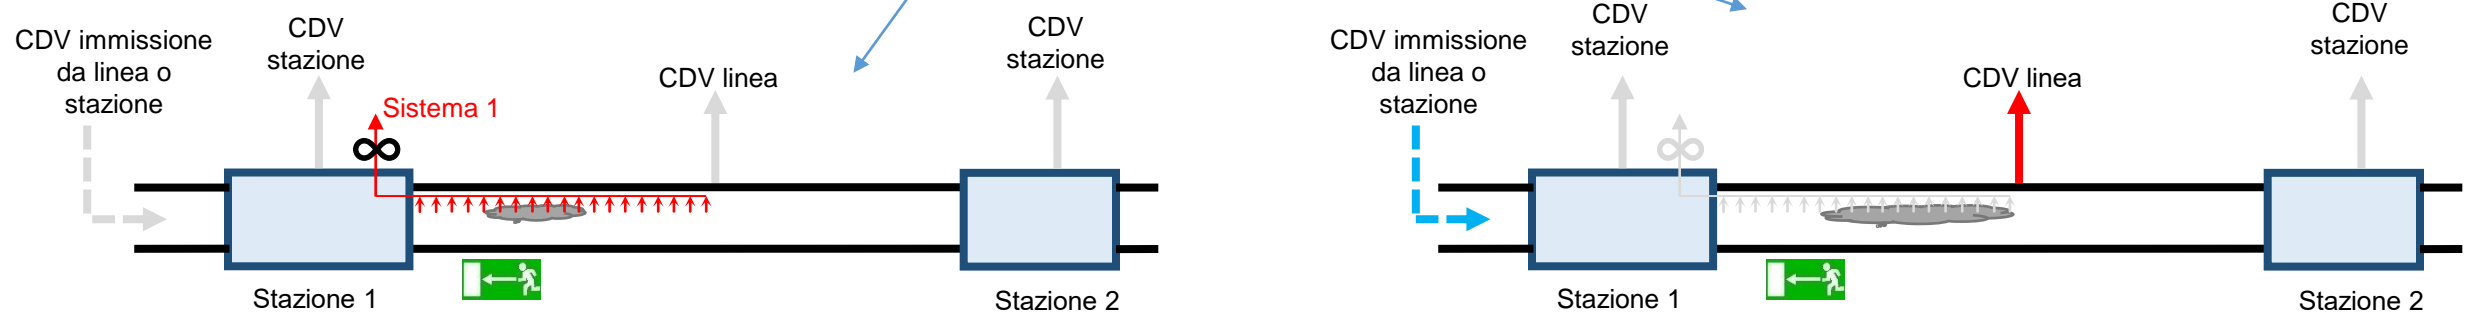 CDV immissione
da linea o
stazione
CDV
stazione
Sistema 1
CDV linea
CDV
stazione
Stazione 1
Stazione 2
CDV immissione
da linea o
stazione
CDV
stazione
CDV linea
CDV
stazione
Stazione 1
Stazione 2